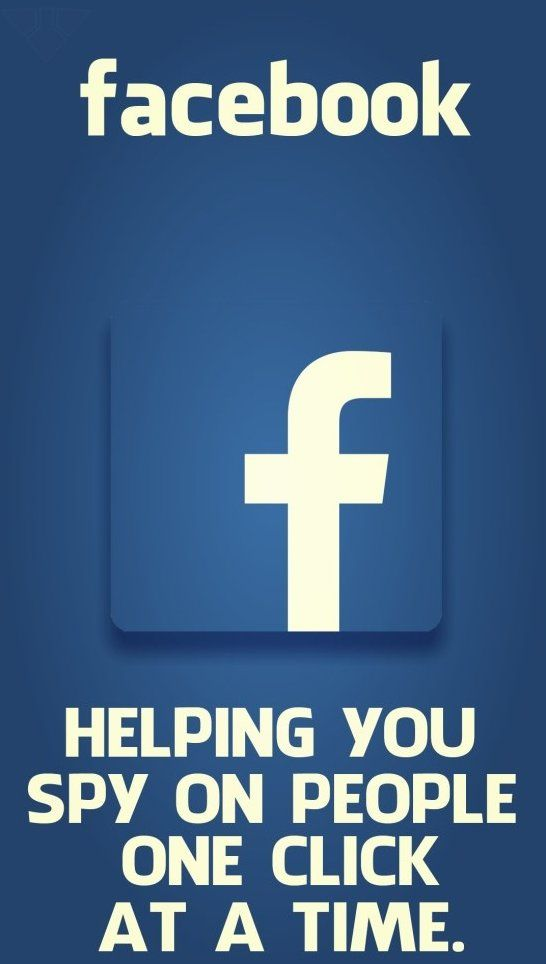 facebook
f
HELPING YOU
SPY ON PEOPLE
ONE CLICK
AT A TIME.